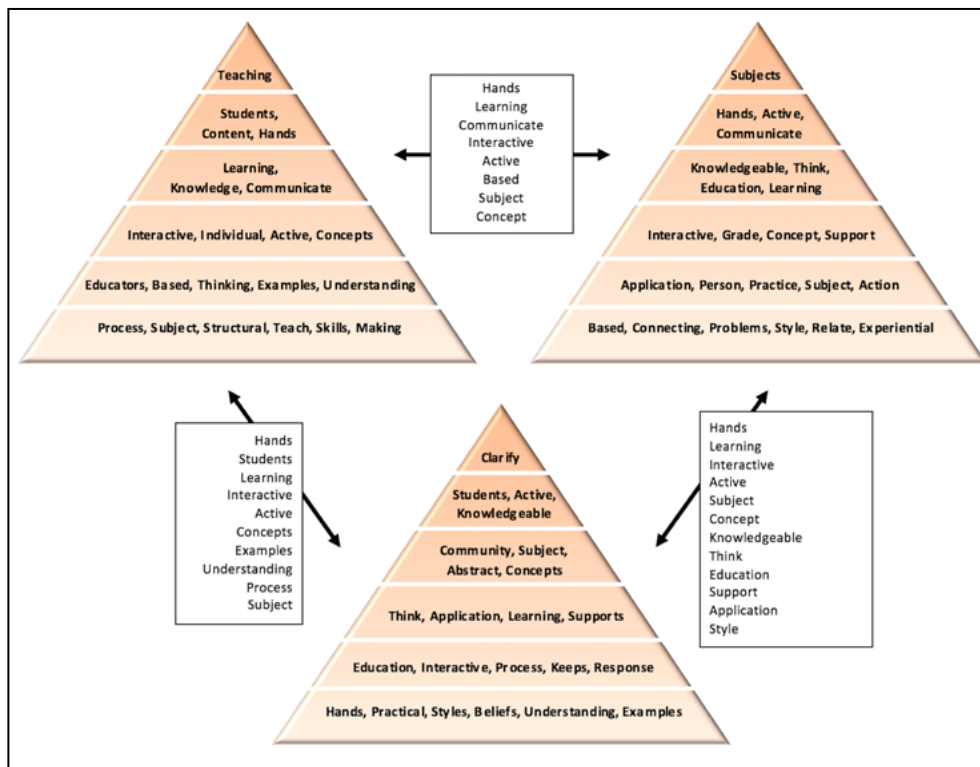 Teaching
Students,
Content, Hands
Learning,
Knowledge, Communicate
Interactive, Individual, Active, Concepts
Educators, Based, Thinking, Examples, Understanding
Process, Subject, Structural, Teach, Skills, Making
Hands
Learning
Communicate
Interactive
Active
Based
Subject
Concept
Subjects
Hands, Active,
Communicate
Knowledgeable, Think,
Education, Learning
Interactive, Grade, Concept, Support
Application, Person, Practice, Subject, Action
Based, Connecting, Problems, Style, Relate, Experiential
Hands
Students
Learning
Interactive
Active
Concepts
Examples
Understanding
Process
Subject
Clarify
Students, Active,
Knowledgeable
Community, Subject,
Abstract, Concepts
Think, Application, Learning, Supports
Education, Interactive, Process, Keeps, Response
Hands, Practical, Styles, Beliefs, Understanding, Examples
Hands
Learning
Interactive
Active
Subject
Concept
Knowledgeable
Think
Education
Support
Application
Style